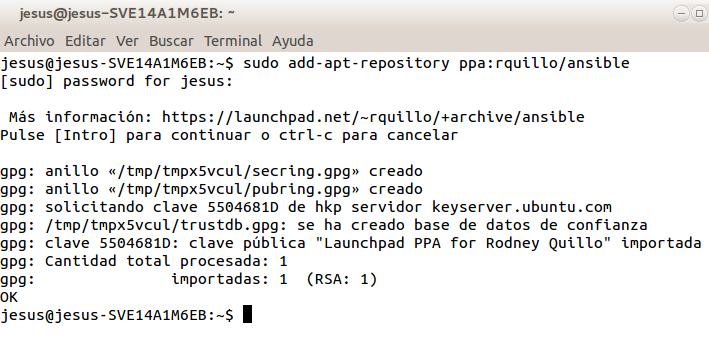 jesus@jesus-SVE14A1M6EB: ~
Archivo Editar Ver Buscar Terminal Ayuda
jesus@jesus-SVE14A1M6EB:~$ sudo add-apt-repository ppa:rquillo/ansible
[sudo] password for jesus:
Más información: https://launchpad.net/~rquillo/+archive/ansible
Pulse [Intro] para continuar o ctrl-c para cancelar
gpg: anillo «/tmp/tmpx5vcul/secring.gpg» creado
gpg: anillo «/tmp/tmpx5vcul/pubring.gpg» creado
gpg: solicitando clave 5504681D de hkp servidor keyserver.ubuntu.com
gpg: /tmp/tmpx5vcul/trustdb.gpg: se ha creado base de datos de confianza
gpg: clave 5504681D: clave pública "Launchpad PPA for Rodney Quillo" importada
gpg: Cantidad total procesada: 1
gpg:               importadas: 1  (RSA: 1)
OK
jesus@jesus-SVE14A1M6EB:~$